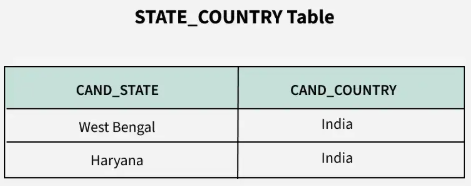 STATE_COUNTRY Table
CAND_STATE CAND_COUNTRY
West Bengal India
Haryana India